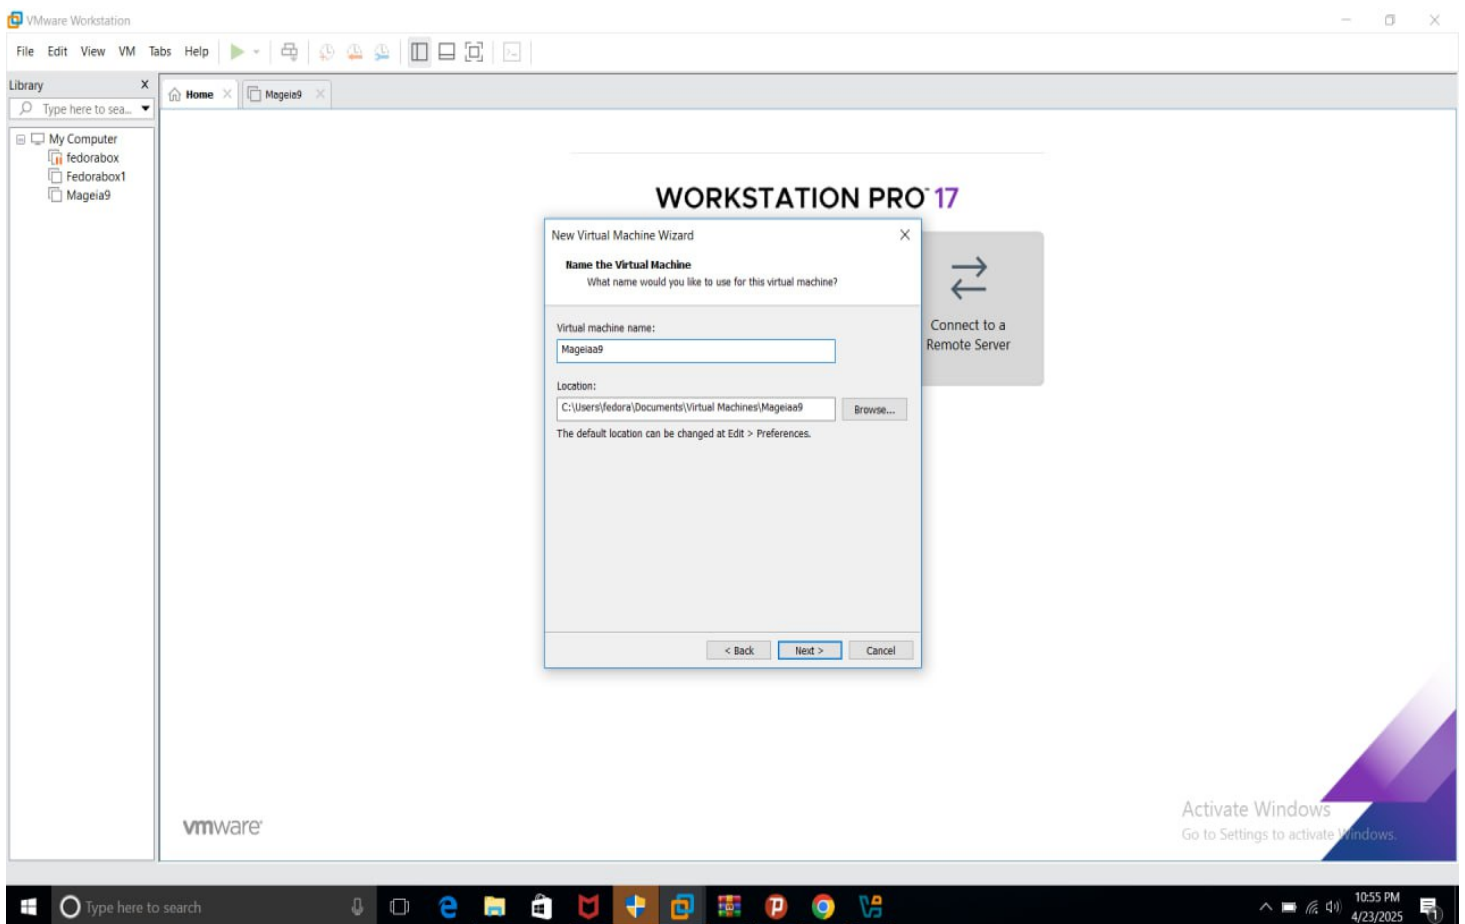 VMware Workstation
File Edit View VM Tabs Help
Library X
Type here to sea...
My Computer
fedorabox
Fedorabox1
Mageia9
Home
Mageia9
WORKSTATION PRO™ 17
Connect to a
Remote Server
New Virtual Machine Wizard
Name the Virtual Machine
What name would you like to use for this virtual machine?
Virtual machine name:
Mageiaa9
Location:
C:\Users\fedora\Documents\Virtual Machines\Mageiaa9
Browse...
The default location can be changed at Edit > Preferences.
< Back Next > Cancel
vmware®
Activate Windows
Go to Settings to activate Windows.
Type here to search
10:55 PM
4/23/2025